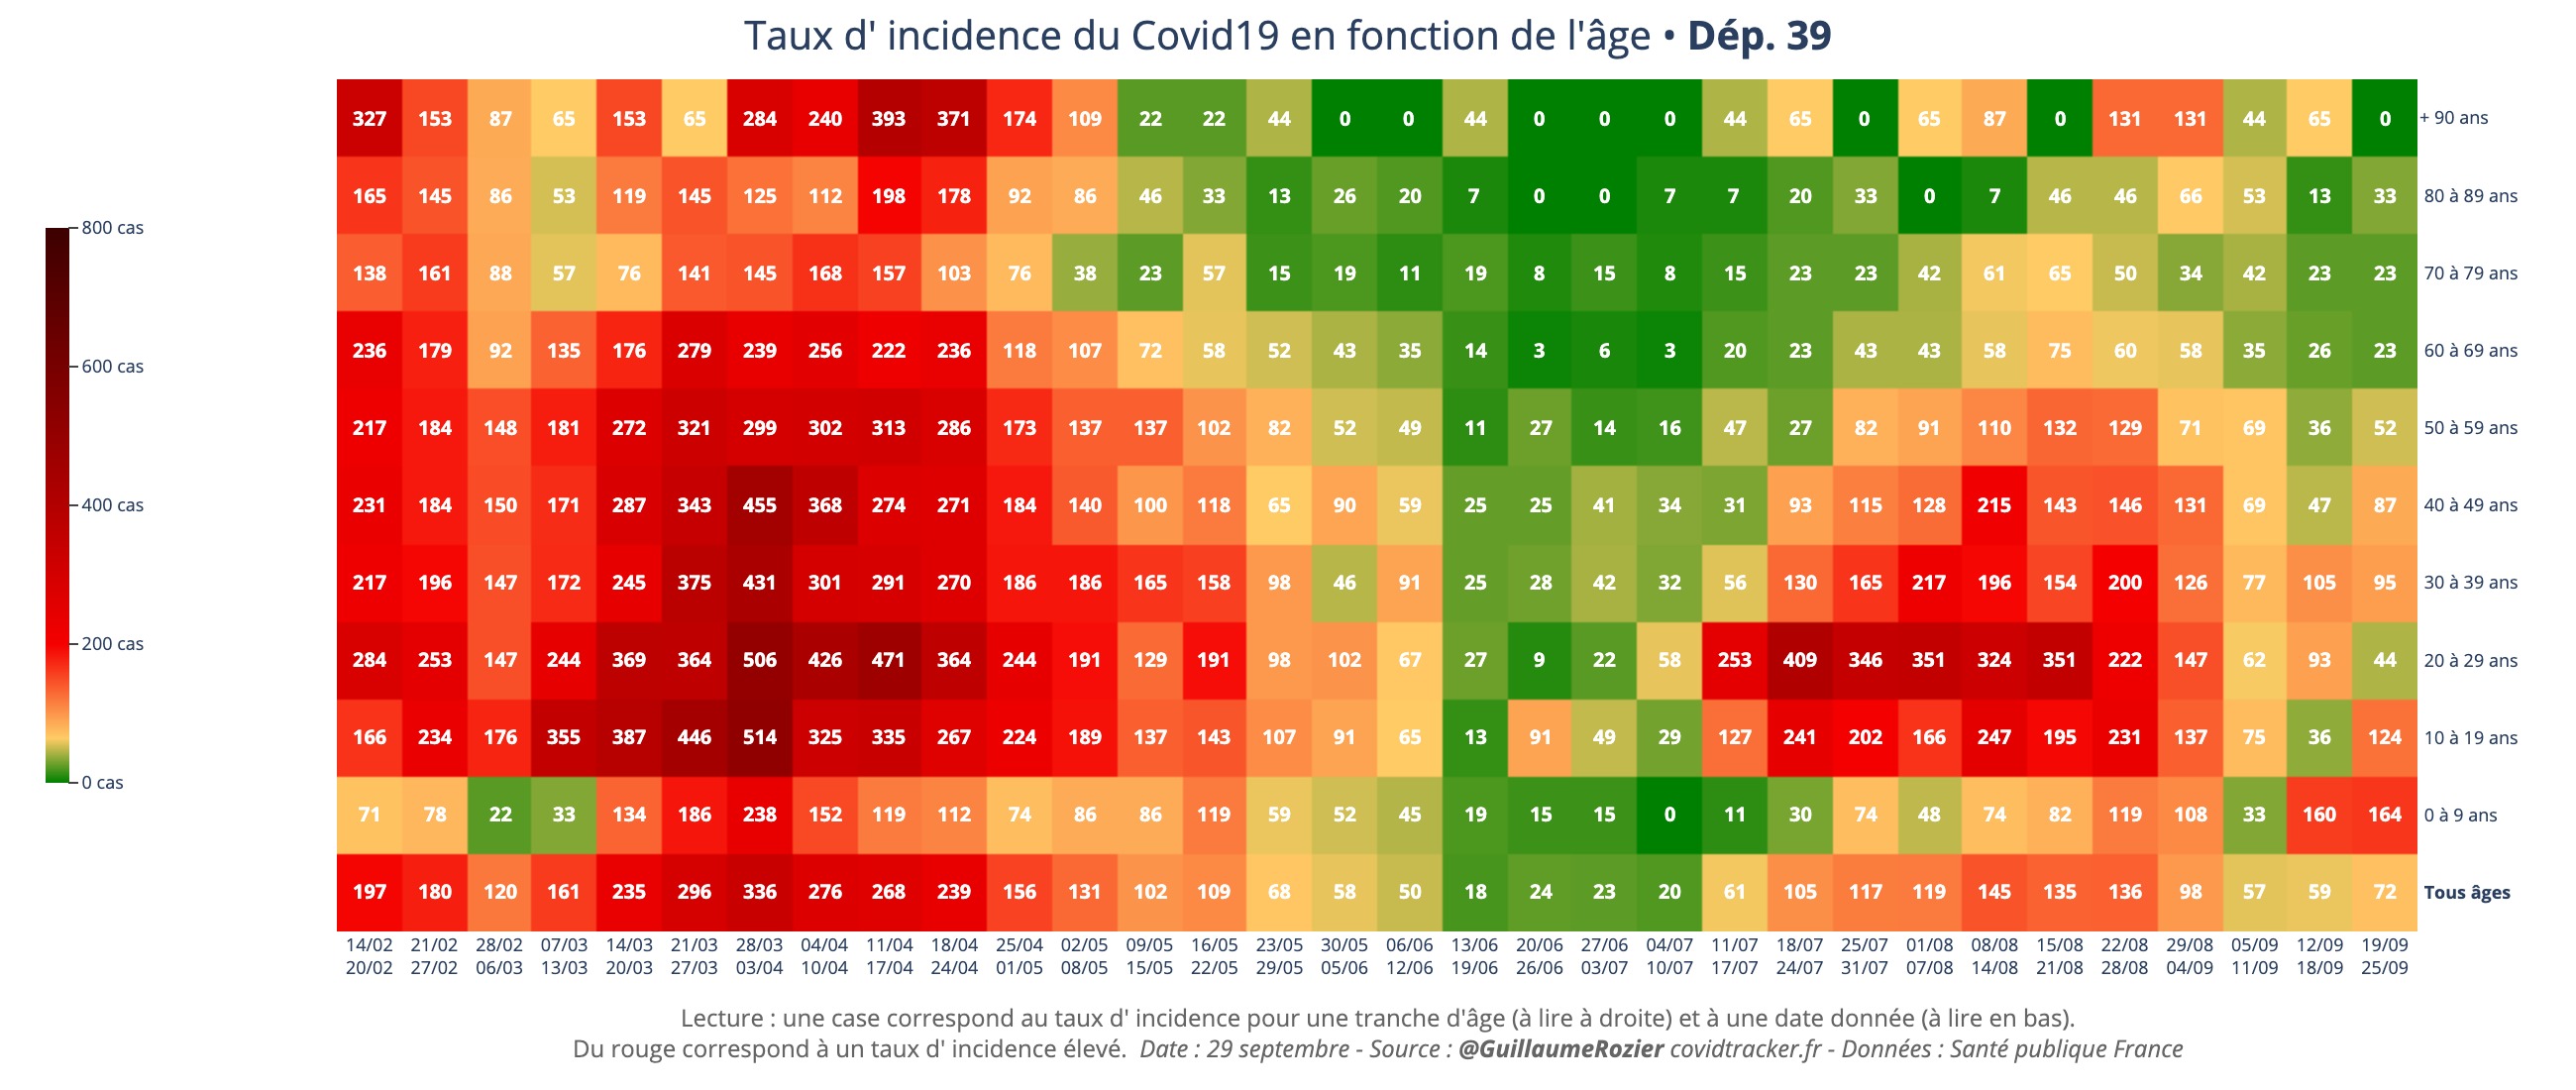 Taux d' incidence du Covid19 en fonction de l'âge • Dép. 39
800 cas
600 cas
400 cas
200 cas
0 cas
327 153 87 65 153 65 284 240 393 371 174 109 22 22 44 0 0 44 0 0 0 44 65 0 65 87 0 131 131 44 65 0 + 90 ans
165 145 86 53 119 145 125 112 198 178 92 86 46 33 13 26 20 7 0 0 7 7 20 33 0 7 46 46 66 53 13 33 80 à 89 ans
138 161 88 57 76 141 145 168 157 103 76 38 23 57 15 19 11 19 8 15 8 15 23 23 42 61 65 50 34 42 23 23 70 à 79 ans
236 179 92 135 176 279 239 256 222 236 118 107 72 58 52 43 35 14 3 6 3 20 23 43 43 58 75 60 58 35 26 23 60 à 69 ans
217 184 148 181 272 321 299 302 313 286 173 137 137 102 82 52 49 11 27 14 16 47 27 82 91 110 132 129 71 69 36 52 50 à 59 ans
231 184 150 171 287 343 455 368 274 271 184 140 100 118 65 90 59 25 25 41 34 31 93 115 128 215 143 146 131 69 47 87 40 à 49 ans
217 196 147 172 245 375 431 301 291 270 186 186 165 158 98 46 91 25 28 42 32 56 130 165 217 196 154 200 126 77 105 95 30 à 39 ans
284 253 147 244 369 364 506 426 471 364 244 191 129 191 98 102 67 27 9 22 58 253 409 346 351 324 351 222 147 62 93 44 20 à 29 ans
166 234 176 355 387 446 514 325 335 267 224 189 137 143 107 91 65 13 91 49 29 127 241 202 166 247 195 231 137 75 36 124 10 à 19 ans
71 78 22 33 134 186 238 152 119 112 74 86 86 119 59 52 45 19 15 15 0 11 30 74 48 74 82 119 108 33 160 164 0 à 9 ans
197 180 120 161 235 296 336 276 268 239 156 131 102 109 68 58 50 18 24 23 20 61 105 117 119 145 135 136 98 57 59 72 Tous âges
14/02 21/02 28/02 07/03 14/03 21/03 28/03 04/04 11/04 18/04 25/04 02/05 09/05 16/05 23/05 30/05 06/06 13/06 20/06 27/06 04/07 11/07 18/07 25/07 01/08 08/08 15/08 22/08 29/08 05/09 12/09 19/09
20/02 27/02 06/03 13/03 20/03 27/03 03/04 10/04 17/04 24/04 01/05 08/05 15/05 22/05 29/05 05/06 12/06 19/06 26/06 03/07 10/07 17/07 24/07 31/07 07/08 14/08 21/08 28/08 04/09 11/09 18/09 25/09
Lecture : une case correspond au taux d' incidence pour une tranche d'âge (à lire à droite) et à une date donnée (à lire en bas).
Du rouge correspond à un taux d' incidence élevé. Date : 29 septembre - Source : @GuillaumeRozier covidtracker.fr - Données : Santé publique France